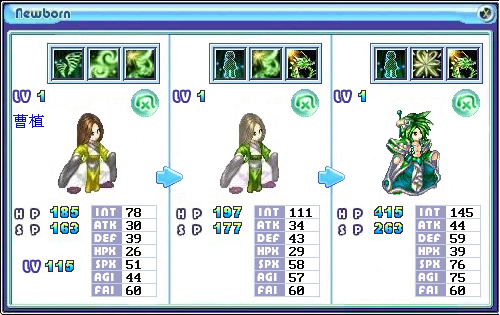 Newborn
LV 1
曹植
HP 185
SP 163
LV 115
INT 78
ATK 30
DEF 39
HPX 26
SPX 51
AGI 44
FAI 60
LV 1
HP 197
SP 177
INT 111
ATK 34
DEF 43
HPX 29
SPX 58
AGI 57
FAI 60
LV 1
HP 415
SP 263
INT 145
ATK 44
DEF 59
HPX 39
SPX 76
AGI 75
FAI 60